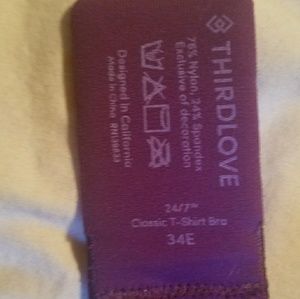 THIRDLOVE
76% Nylon, 24% Spandex
Exclusive of decoration
Designed in California
Made in China
24/7™
Classic T-Shirt Bra
34E